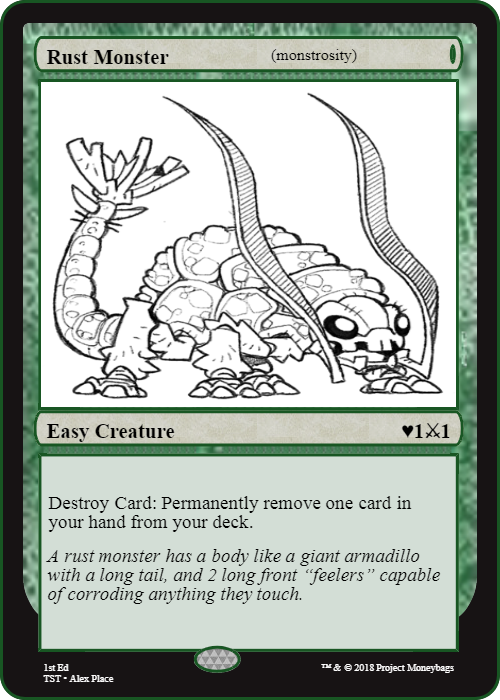 Rust Monster (monstrosity)
Easy Creature ♥1⚔1
Destroy Card: Permanently remove one card in
your hand from your deck.
A rust monster has a body like a giant armadillo
with a long tail, and 2 long front “feelers” capable
of corroding anything they touch.
1st Ed
TST • Alex Place ™ & © 2018 Project Moneybags